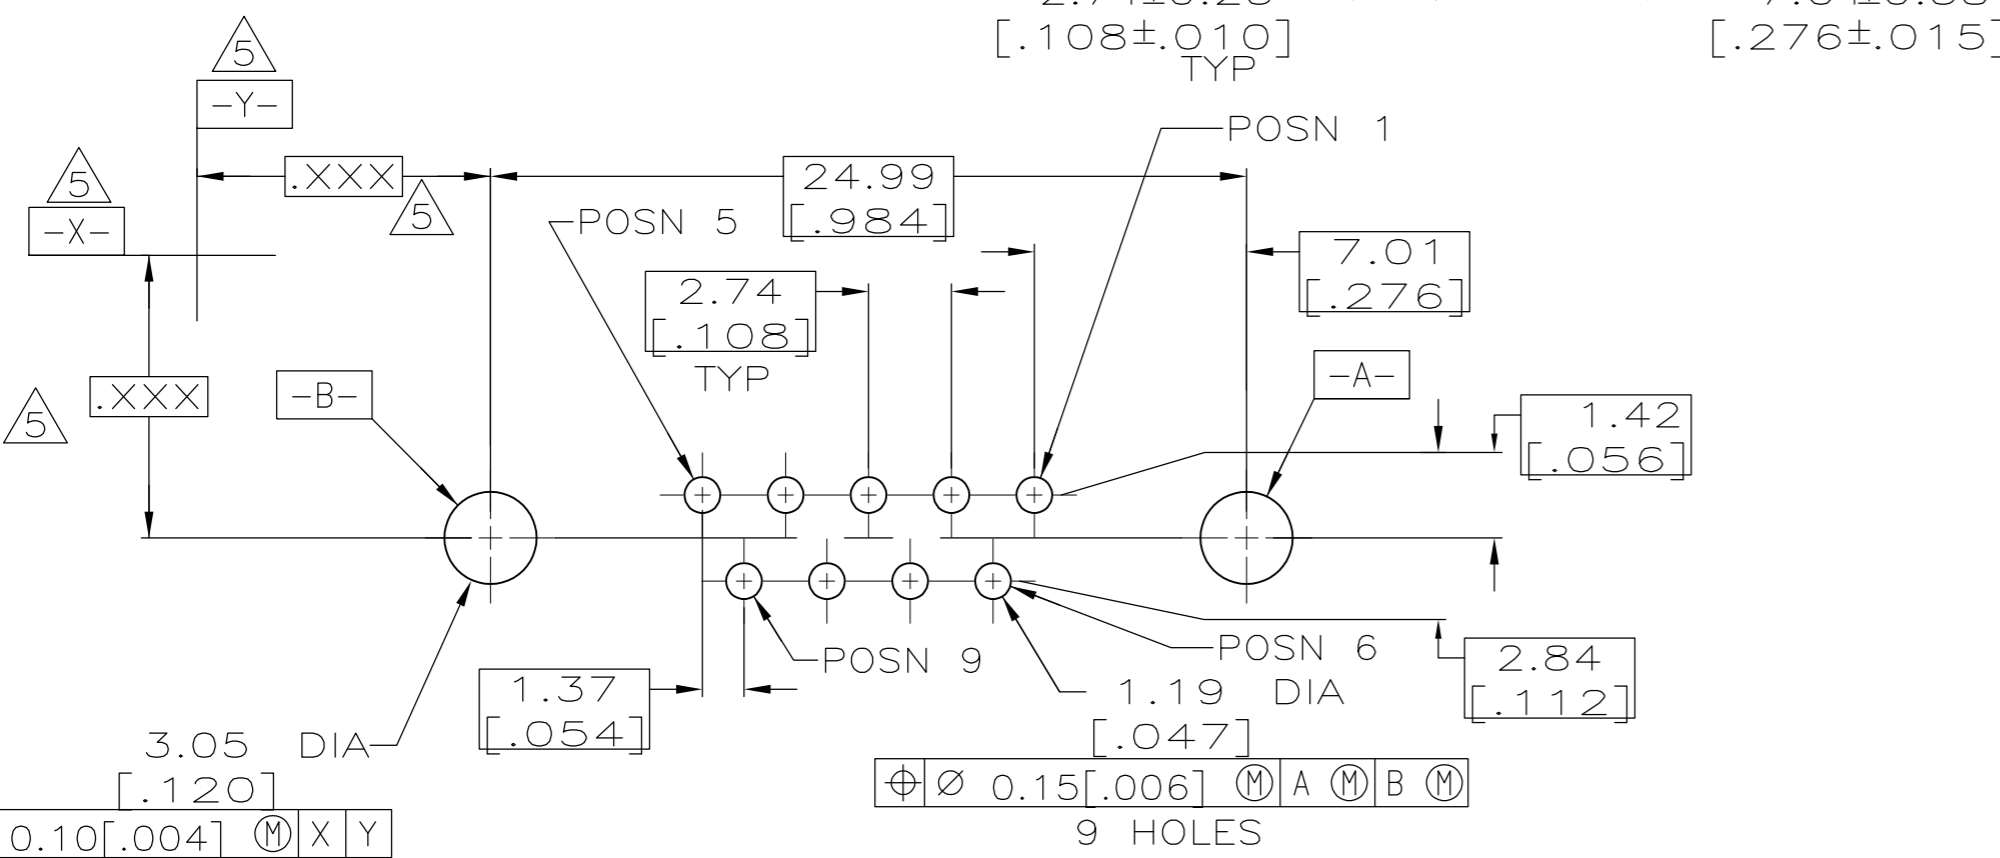 [.108±.010]
TYP
[.276±.015]
5
-Y-
POSN 1
5
.XXX
5
24.99
[.984]
-X-
POSN 5
7.01
[.276]
2.74
[.108]
TYP
.XXX
5
-B-
-A-
1.42
[.056]
POSN 9
POSN 6
2.84
[.112]
1.37
[.054]
1.19 DIA
[.047]
3.05 DIA
[.120]
⌖ ∅ 0.15[.006] Ⓜ A Ⓜ B Ⓜ
9 HOLES
0.10[.004] Ⓜ X Y